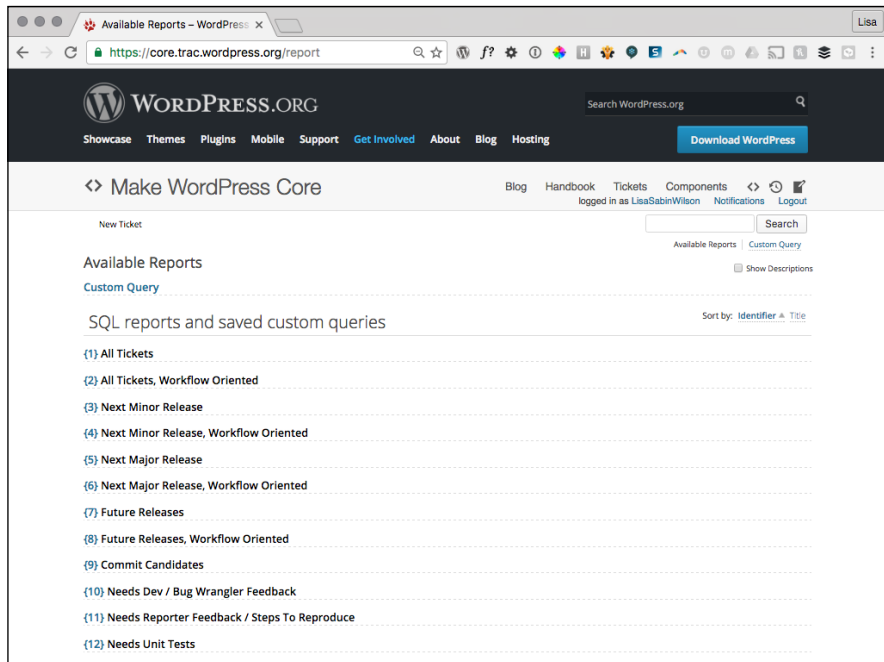 Available Reports – WordPress ×
Lisa
https://core.trac.wordpress.org/report
WORDPRESS.ORG
Search WordPress.org
Showcase Themes Plugins Mobile Support Get Involved About Blog Hosting
Download WordPress
<> Make WordPress Core
Blog Handbook Tickets Components <>
logged in as LisaSabinWilson Notifications Logout
New Ticket
Search
Available Reports | Custom Query
Available Reports
Show Descriptions
Custom Query
SQL reports and saved custom queries
Sort by: Identifier ▲ Title
{1} All Tickets
{2} All Tickets, Workflow Oriented
{3} Next Minor Release
{4} Next Minor Release, Workflow Oriented
{5} Next Major Release
{6} Next Major Release, Workflow Oriented
{7} Future Releases
{8} Future Releases, Workflow Oriented
{9} Commit Candidates
{10} Needs Dev / Bug Wrangler Feedback
{11} Needs Reporter Feedback / Steps To Reproduce
{12} Needs Unit Tests